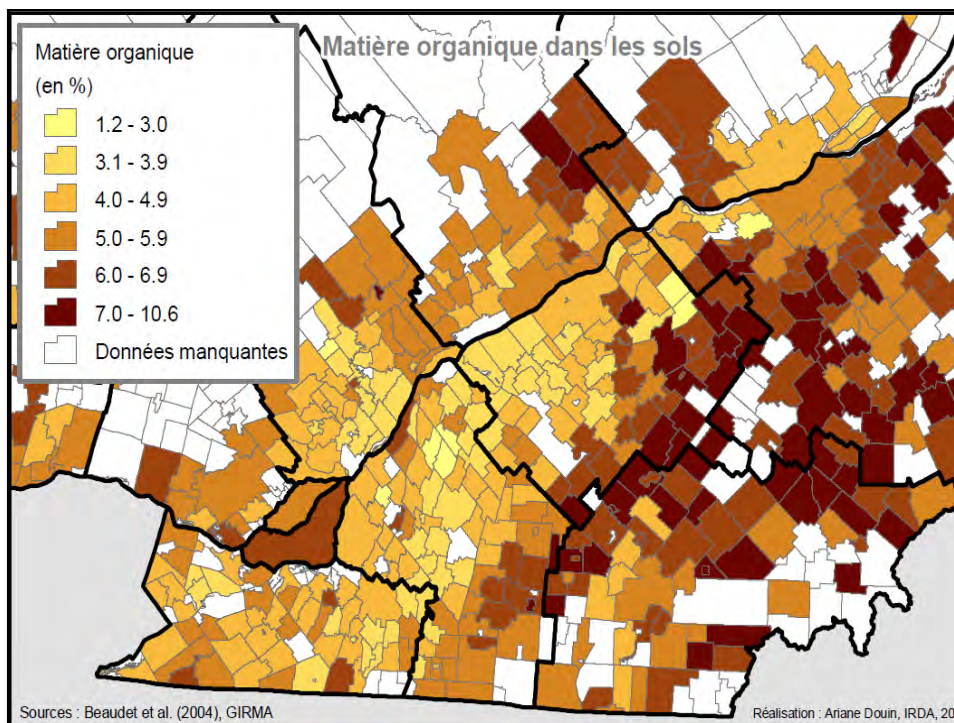 Matière organique dans les sols
Matière organique
(en %)
1.2 - 3.0
3.1 - 3.9
4.0 - 4.9
5.0 - 5.9
6.0 - 6.9
7.0 - 10.6
Données manquantes
Sources : Beaudet et al. (2004), GIRMA
Réalisation : Ariane Douin, IRDA, 20